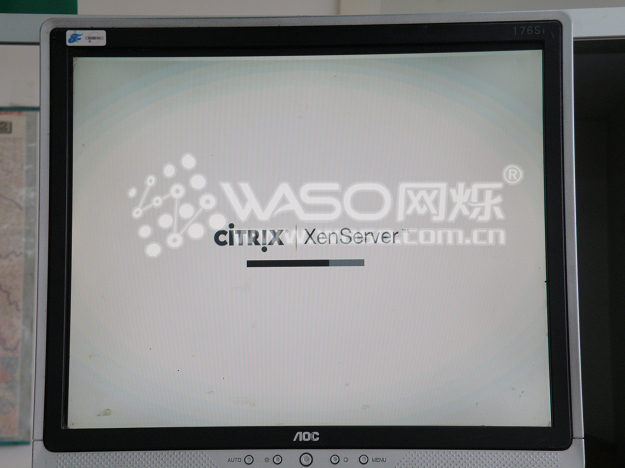 176Si
WASO网烁®
CiTRIX | XenServer
.com.cn
AOC
AUTO
MENU